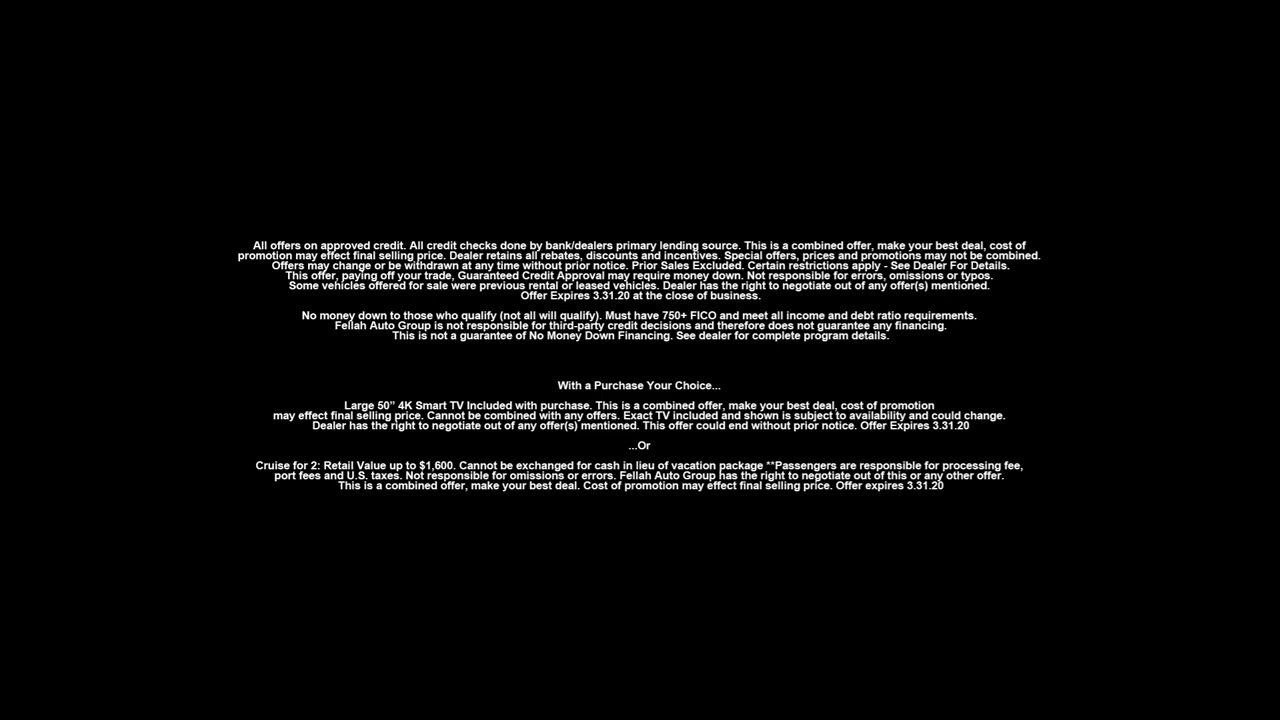 All offers on approved credit. All credit checks done by bank/dealers primary lending source. This is a combined offer, make your best deal, cost of
promotion may effect final selling price. Dealer retains all rebates, discounts and incentives. Special offers, prices and promotions may not be combined.
Offers may change or be withdrawn at any time without prior notice. Prior Sales Excluded. Certain restrictions apply - See Dealer For Details.
This offer, paying off your trade, Guaranteed Credit Approval may require money down. Not responsible for errors, omissions or typos.
Some vehicles offered for sale were previous rental or leased vehicles. Dealer has the right to negotiate out of any offer(s) mentioned.
Offer Expires 3.31.20 at the close of business.
No money down to those who qualify (not all will qualify). Must have 750+ FICO and meet all income and debt ratio requirements.
Fellah Auto Group is not responsible for third-party credit decisions and therefore does not guarantee any financing.
This is not a guarantee of No Money Down Financing. See dealer for complete program details.
With a Purchase Your Choice...
Large 50” 4K Smart TV Included with purchase. This is a combined offer, make your best deal, cost of promotion
may effect final selling price. Cannot be combined with any offers. Exact TV included and shown is subject to availability and could change.
Dealer has the right to negotiate out of any offer(s) mentioned. This offer could end without prior notice. Offer Expires 3.31.20
...Or
Cruise for 2: Retail Value up to $1,600. Cannot be exchanged for cash in lieu of vacation package **Passengers are responsible for processing fee,
port fees and U.S. taxes. Not responsible for omissions or errors. Fellah Auto Group has the right to negotiate out of this or any other offer.
This is a combined offer, make your best deal. Cost of promotion may effect final selling price. Offer expires 3.31.20